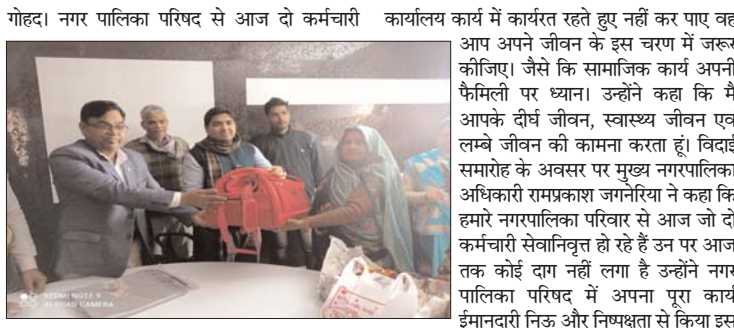 गोहद। नगर पालिका परिषद से आज दो कर्मचारी
कार्यालय कार्य में कार्यरत रहते हुए नहीं कर पाए वह
आप अपने जीवन के इस चरण में जरूर
कीजिए। जैसे कि सामाजिक कार्य अपनी
फैमिली पर ध्यान। उन्होंने कहा कि मै
आपके दीर्घ जीवन, स्वास्थ्य जीवन एव
लम्बे जीवन की कामना करता हूं। विदाई
समारोह के अवसर पर मुख्य नगरपालिका
अधिकारी रामप्रकाश जगनेरिया ने कहा कि
हमारे नगरपालिका परिवार से आज जो दो
कर्मचारी सेवानिवृत्त हो रहे हैं उन पर आज
तक कोई दाग नहीं लगा है उन्होंने नगर
पालिका परिषद में अपना पूरा कार्य
ईमानदारी निऊ और निष्पक्षता से किया इस
REDMI NOTE 9
AI QUAD CAMERA